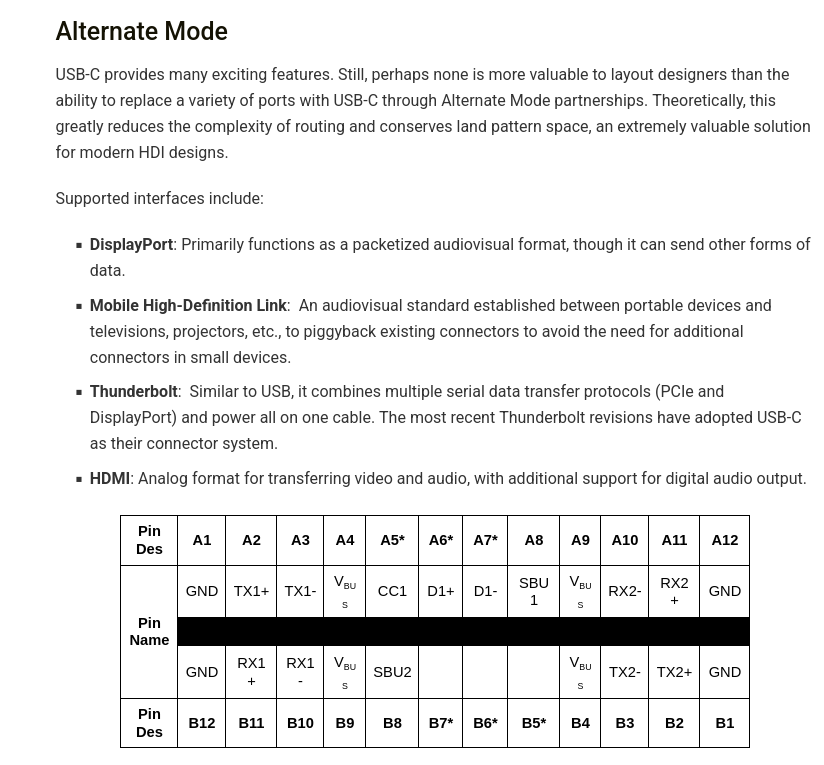 Alternate Mode
USB-C provides many exciting features. Still, perhaps none is more valuable to layout designers than the
ability to replace a variety of ports with USB-C through Alternate Mode partnerships. Theoretically, this
greatly reduces the complexity of routing and conserves land pattern space, an extremely valuable solution
for modern HDI designs.
Supported interfaces include:
▪ DisplayPort: Primarily functions as a packetized audiovisual format, though it can send other forms of
data.
▪ Mobile High-Definition Link:  An audiovisual standard established between portable devices and
televisions, projectors, etc., to piggyback existing connectors to avoid the need for additional
connectors in small devices.
▪ Thunderbolt:  Similar to USB, it combines multiple serial data transfer protocols (PCIe and
DisplayPort) and power all on one cable. The most recent Thunderbolt revisions have adopted USB-C
as their connector system.
▪ HDMI: Analog format for transferring video and audio, with additional support for digital audio output.
Pin Des A1 A2 A3 A4 A5* A6* A7* A8 A9 A10 A11 A12
Pin Name GND TX1+ TX1- VBUS CC1 D1+ D1- SBU1 VBUS RX2- RX2+ GND
GND RX1+ RX1- VBUS SBU2 VBUS TX2- TX2+ GND
Pin Des B12 B11 B10 B9 B8 B7* B6* B5* B4 B3 B2 B1